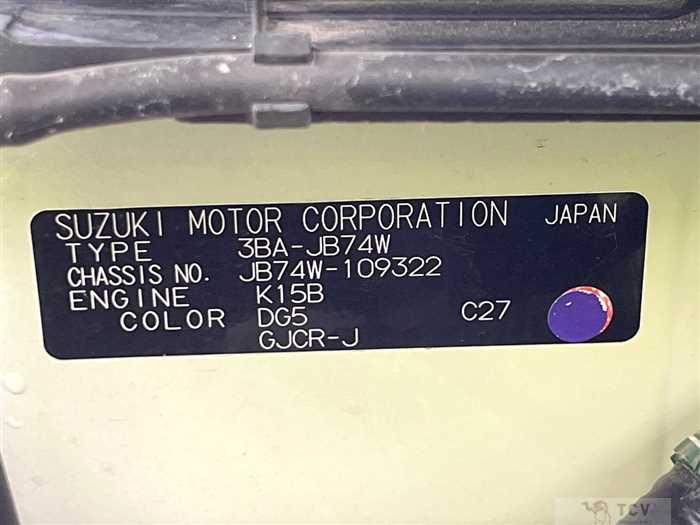 SUZUKI MOTOR CORPORATION JAPAN
TYPE 3BA-JB74W
CHASSIS NO. JB74W-109322
ENGINE K15B
COLOR DG5 C27
GJCR-J
TCV